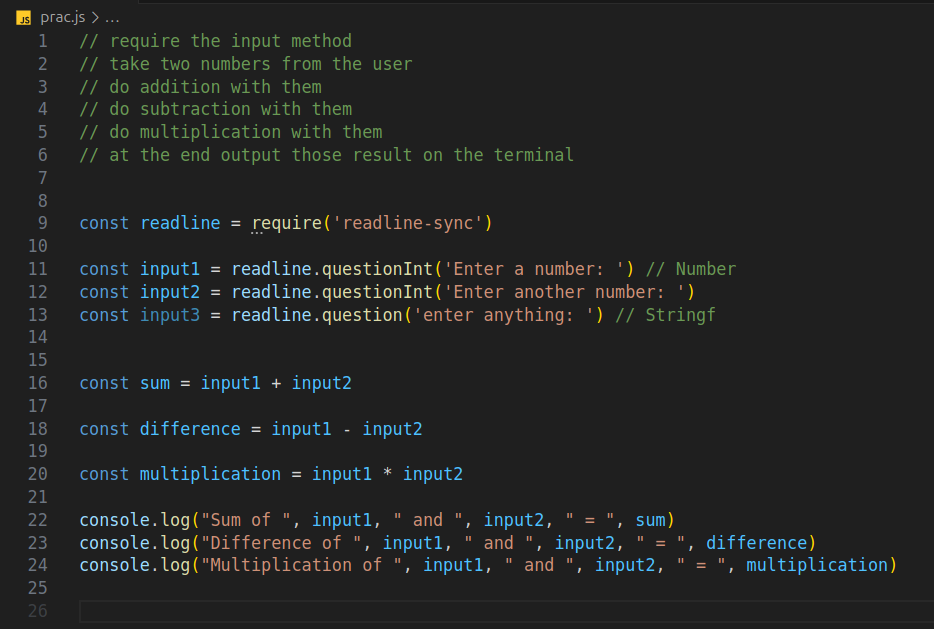 JS prac.js > ...
1 // require the input method
2 // take two numbers from the user
3 // do addition with them
4 // do subtraction with them
5 // do multiplication with them
6 // at the end output those result on the terminal
7
8
9 const readline = require('readline-sync')
10
11 const input1 = readline.questionInt('Enter a number: ') // Number
12 const input2 = readline.questionInt('Enter another number: ')
13 const input3 = readline.question('enter anything: ') // Stringf
14
15
16 const sum = input1 + input2
17
18 const difference = input1 - input2
19
20 const multiplication = input1 * input2
21
22 console.log("Sum of ", input1, " and ", input2, " = ", sum)
23 console.log("Difference of ", input1, " and ", input2, " = ", difference)
24 console.log("Multiplication of ", input1, " and ", input2, " = ", multiplication)
25
26